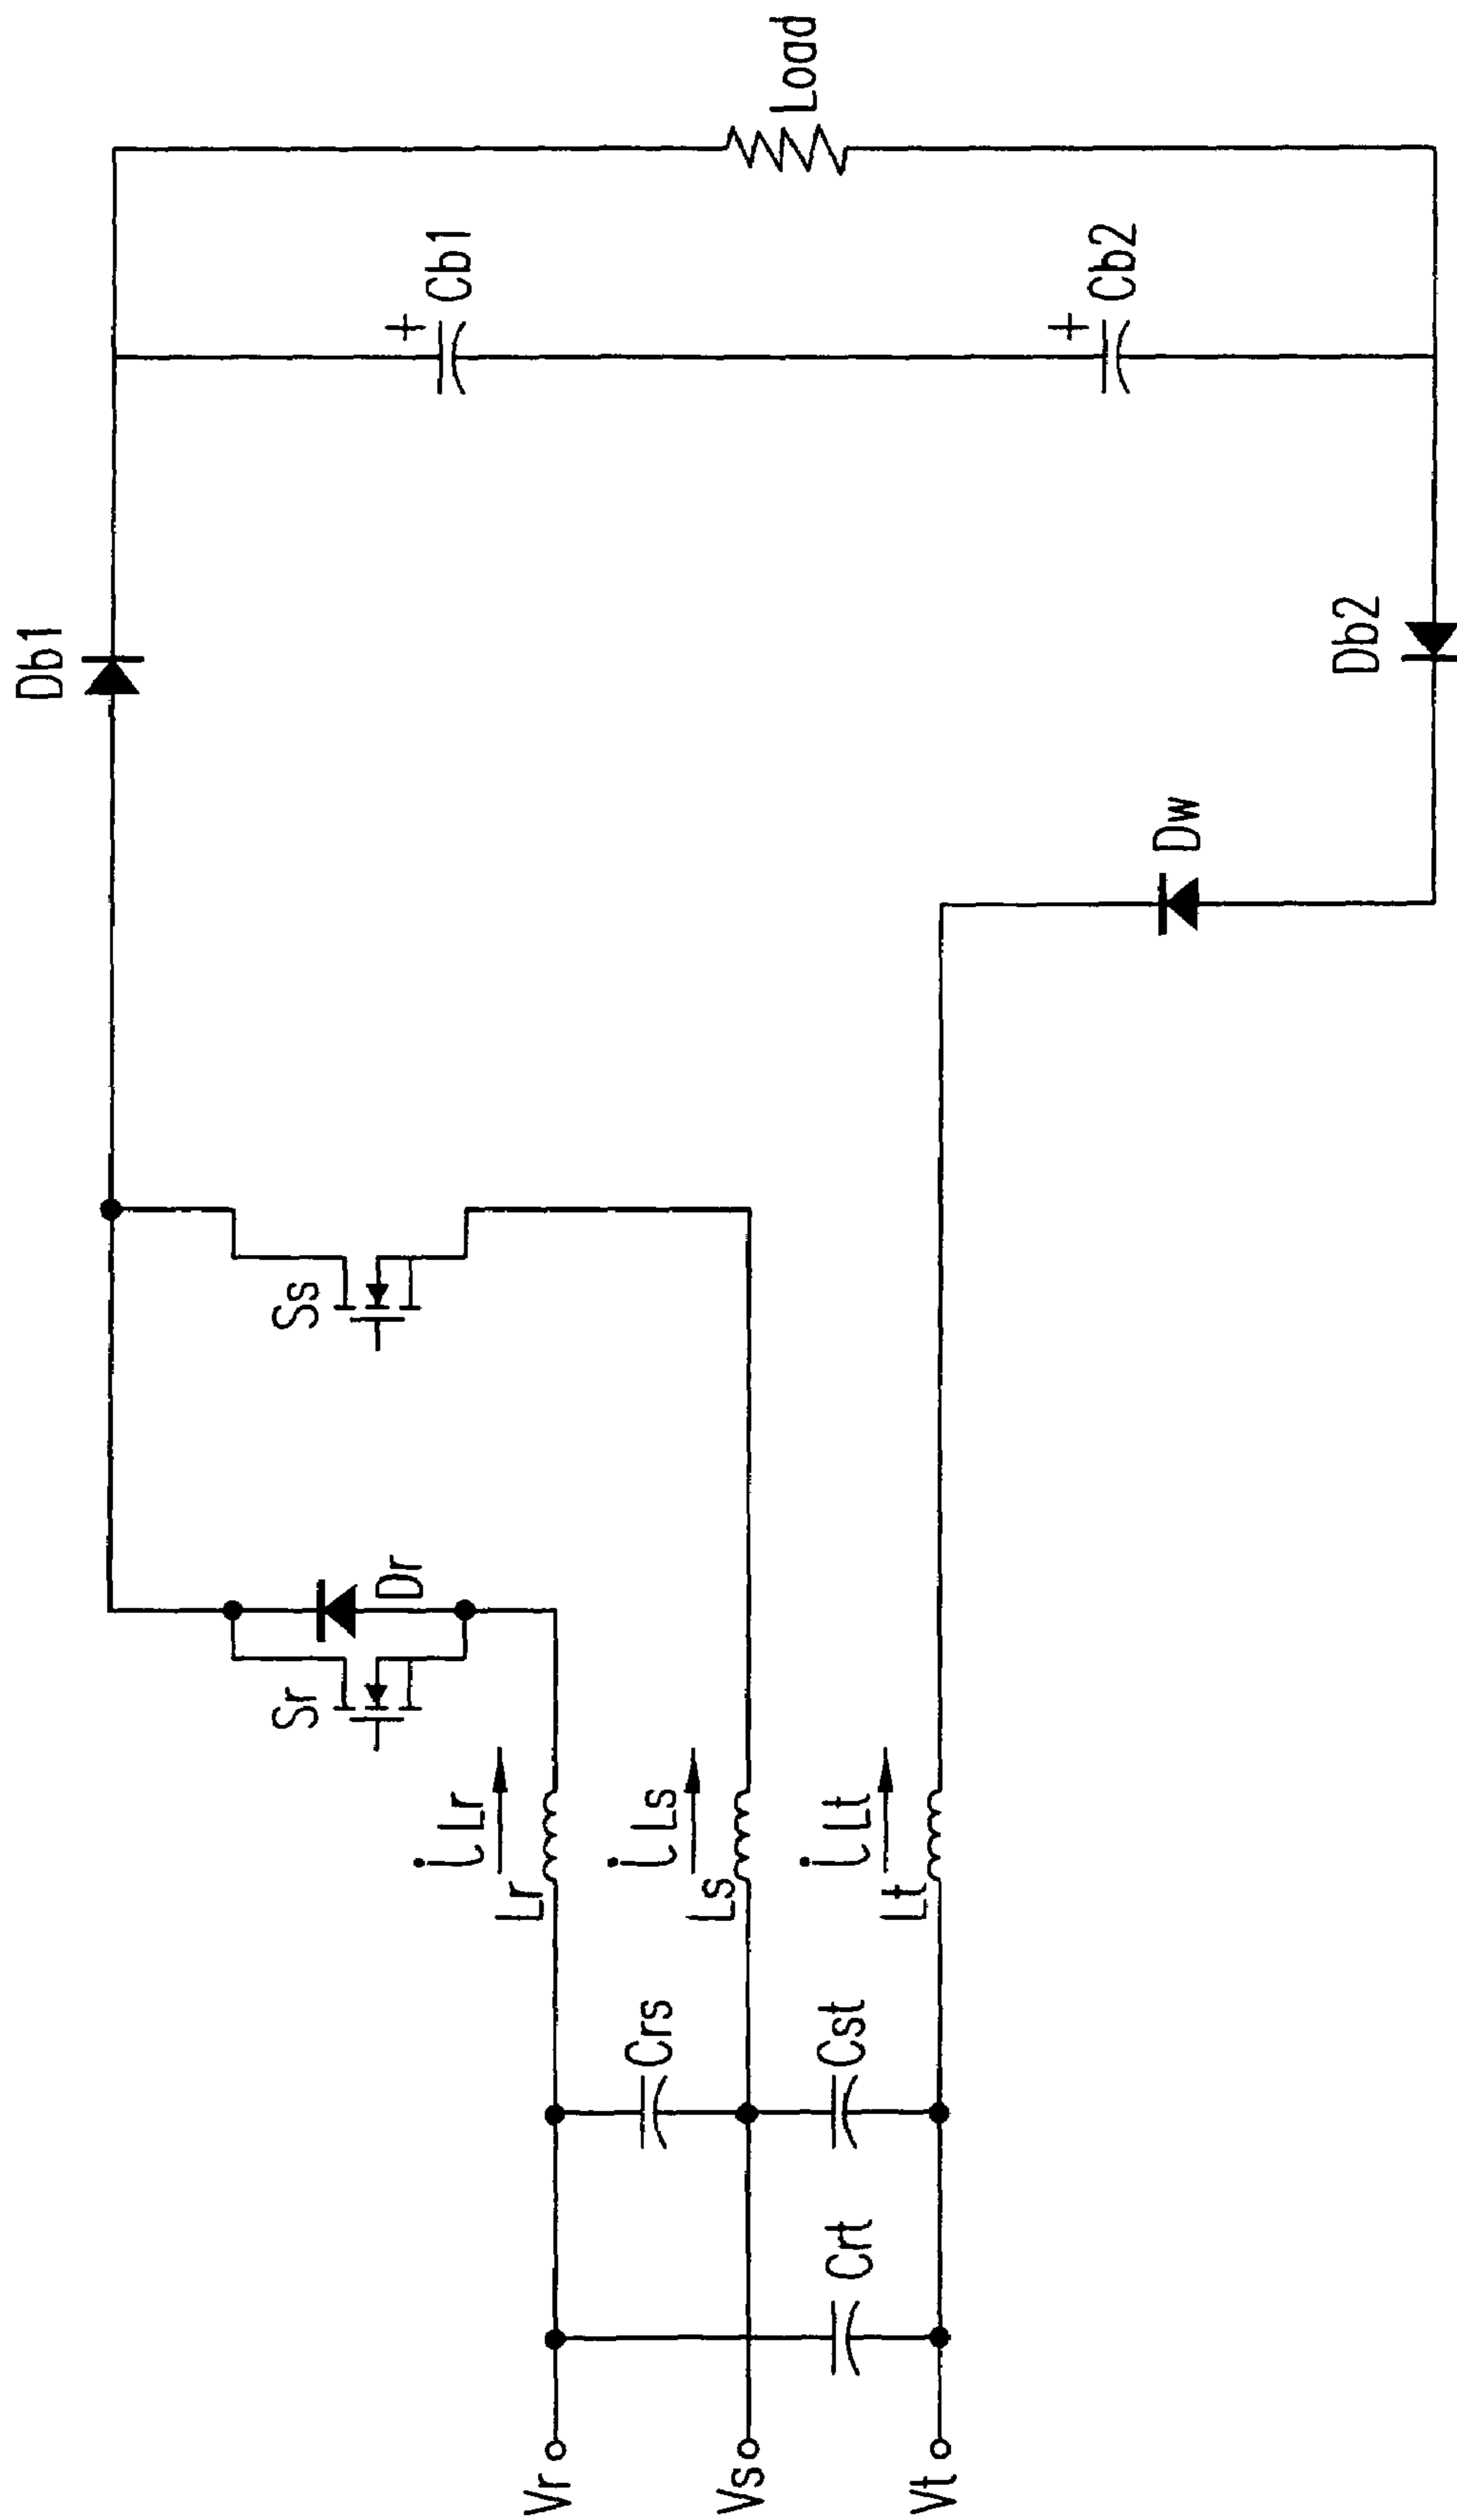 Vr
Vs
Vt
Crt
Crs
Cst
Lr
Ls
Lt
iLr
iLs
iLt
Sr
Dr
Ss
Db1
Dw
Db2
+
Cb1
+
Cb2
Load